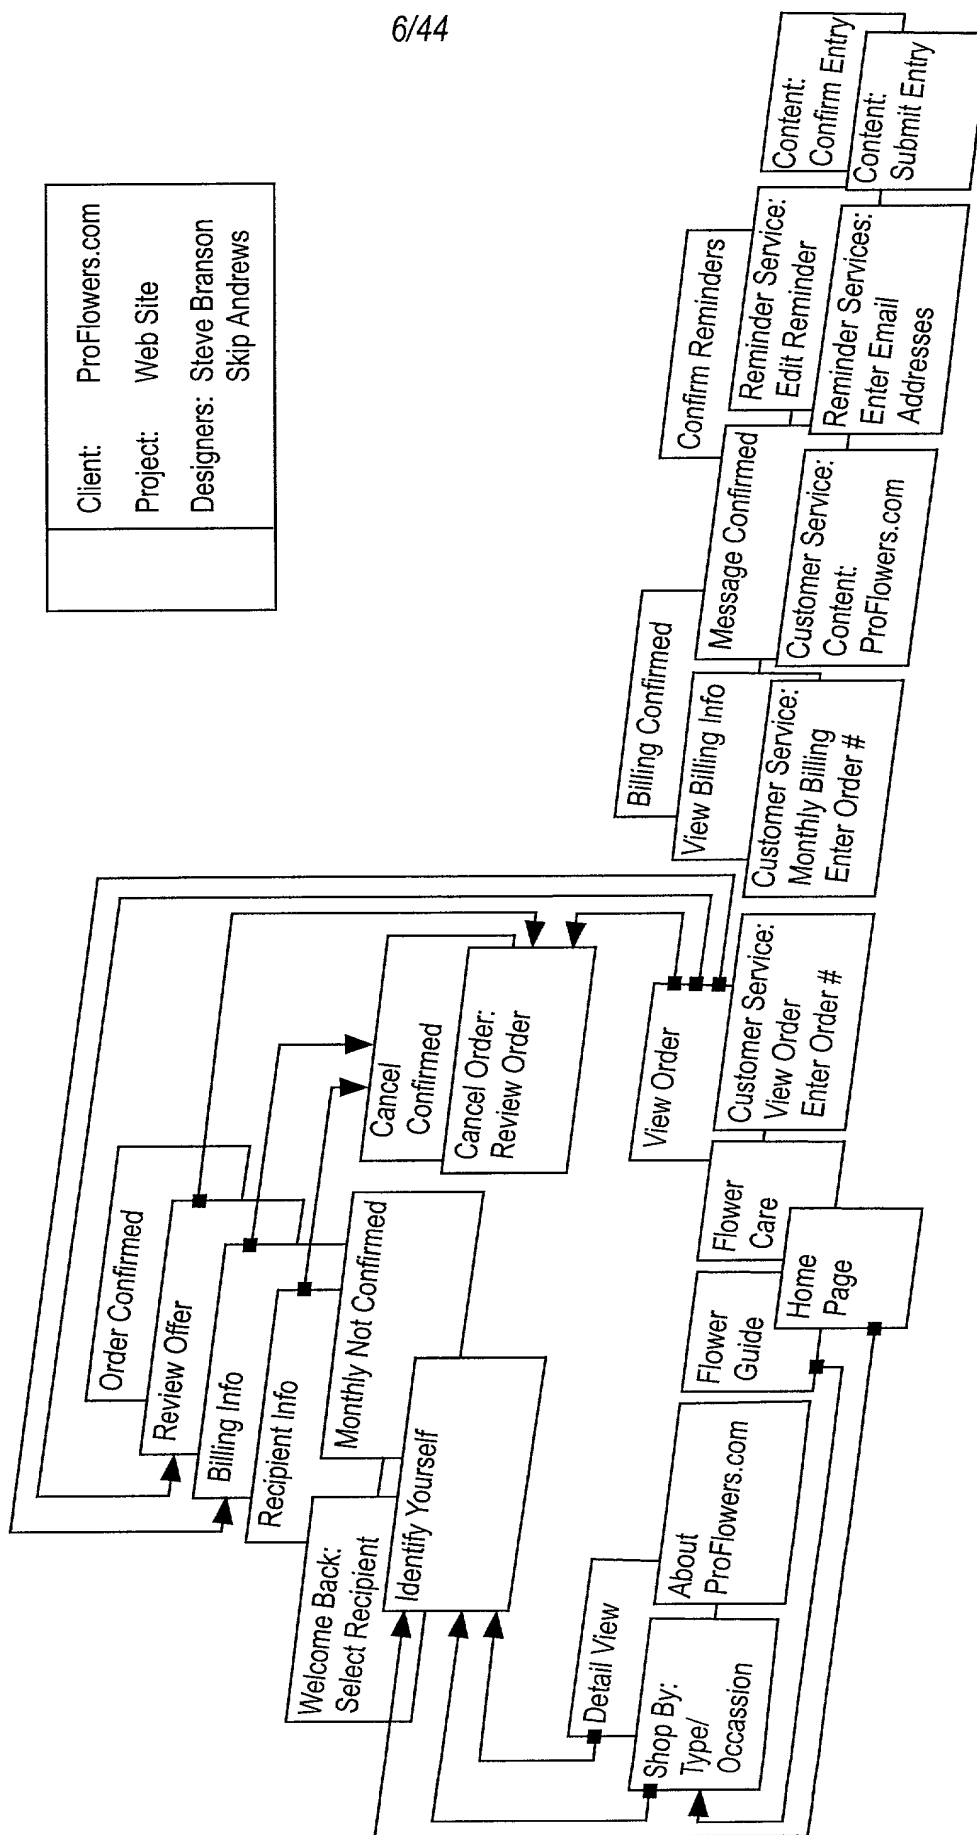 6/44
Client: ProFlowers.com
Project: Web Site
Designers: Steve Branson
Skip Andrews
Order Confirmed
Review Offer
Billing Info
Recipient Info
Monthly Not Confirmed
Welcome Back:
Select Recipient
Identify Yourself
Cancel
Confirmed
Cancel Order:
Review Order
Detail View
Shop By:
Type/
Occassion
About
ProFlowers.com
Flower
Guide
Flower
Care
Home
Page
View Order
Customer Service:
View Order
Enter Order #
Billing Confirmed
View Billing Info
Customer Service:
Monthly Billing
Enter Order #
Message Confirmed
Customer Service:
Content:
ProFlowers.com
Confirm Reminders
Reminder Service:
Edit Reminder
Reminder Services:
Enter Email
Addresses
Content:
Confirm Entry
Content:
Submit Entry